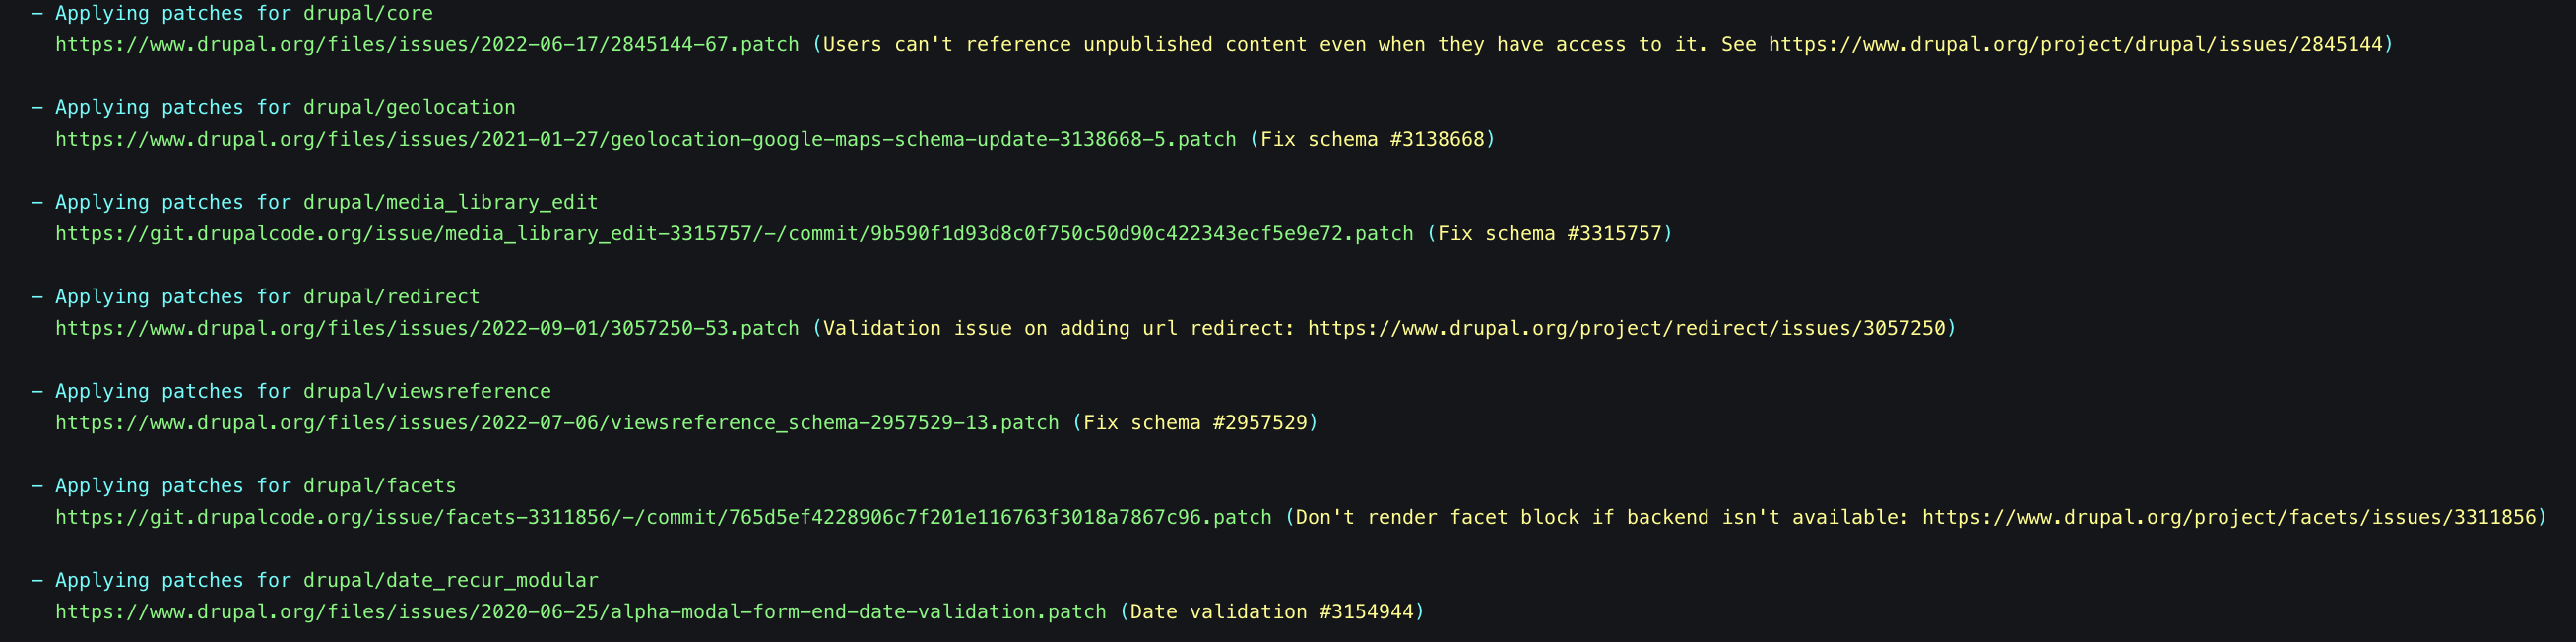 – Applying patches for drupal/core
https://www.drupal.org/files/issues/2022-06-17/2845144-67.patch (Users can't reference unpublished content even when they have access to it. See https://www.drupal.org/project/drupal/issues/2845144)
– Applying patches for drupal/geolocation
https://www.drupal.org/files/issues/2021-01-27/geolocation-google-maps-schema-update-3138668-5.patch (Fix schema #3138668)
– Applying patches for drupal/media_library_edit
https://git.drupalcode.org/issue/media_library_edit-3315757/-/commit/9b590f1d93d8c0f750c50d90c422343ecf5e9e72.patch (Fix schema #3315757)
– Applying patches for drupal/redirect
https://www.drupal.org/files/issues/2022-09-01/3057250-53.patch (Validation issue on adding url redirect: https://www.drupal.org/project/redirect/issues/3057250)
– Applying patches for drupal/viewsreference
https://www.drupal.org/files/issues/2022-07-06/viewsreference_schema-2957529-13.patch (Fix schema #2957529)
– Applying patches for drupal/facets
https://git.drupalcode.org/issue/facets-3311856/-/commit/765d5ef4228906c7f201e116763f3018a7867c96.patch (Don't render facet block if backend isn't available: https://www.drupal.org/project/facets/issues/3311856)
– Applying patches for drupal/date_recur_modular
https://www.drupal.org/files/issues/2020-06-25/alpha-modal-form-end-date-validation.patch (Date validation #3154944)